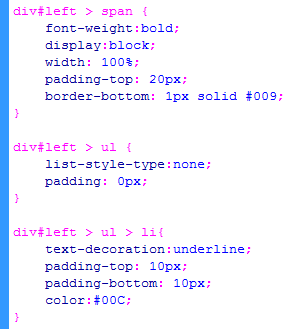 div#left > span {
    font-weight:bold;
    display:block;
    width: 100%;
    padding-top: 20px;
    border-bottom: 1px solid #009;
}

div#left > ul {
    list-style-type:none;
    padding: 0px;
}

div#left > ul > li{
    text-decoration:underline;
    padding-top: 10px;
    padding-bottom: 10px;
    color:#00C;
}